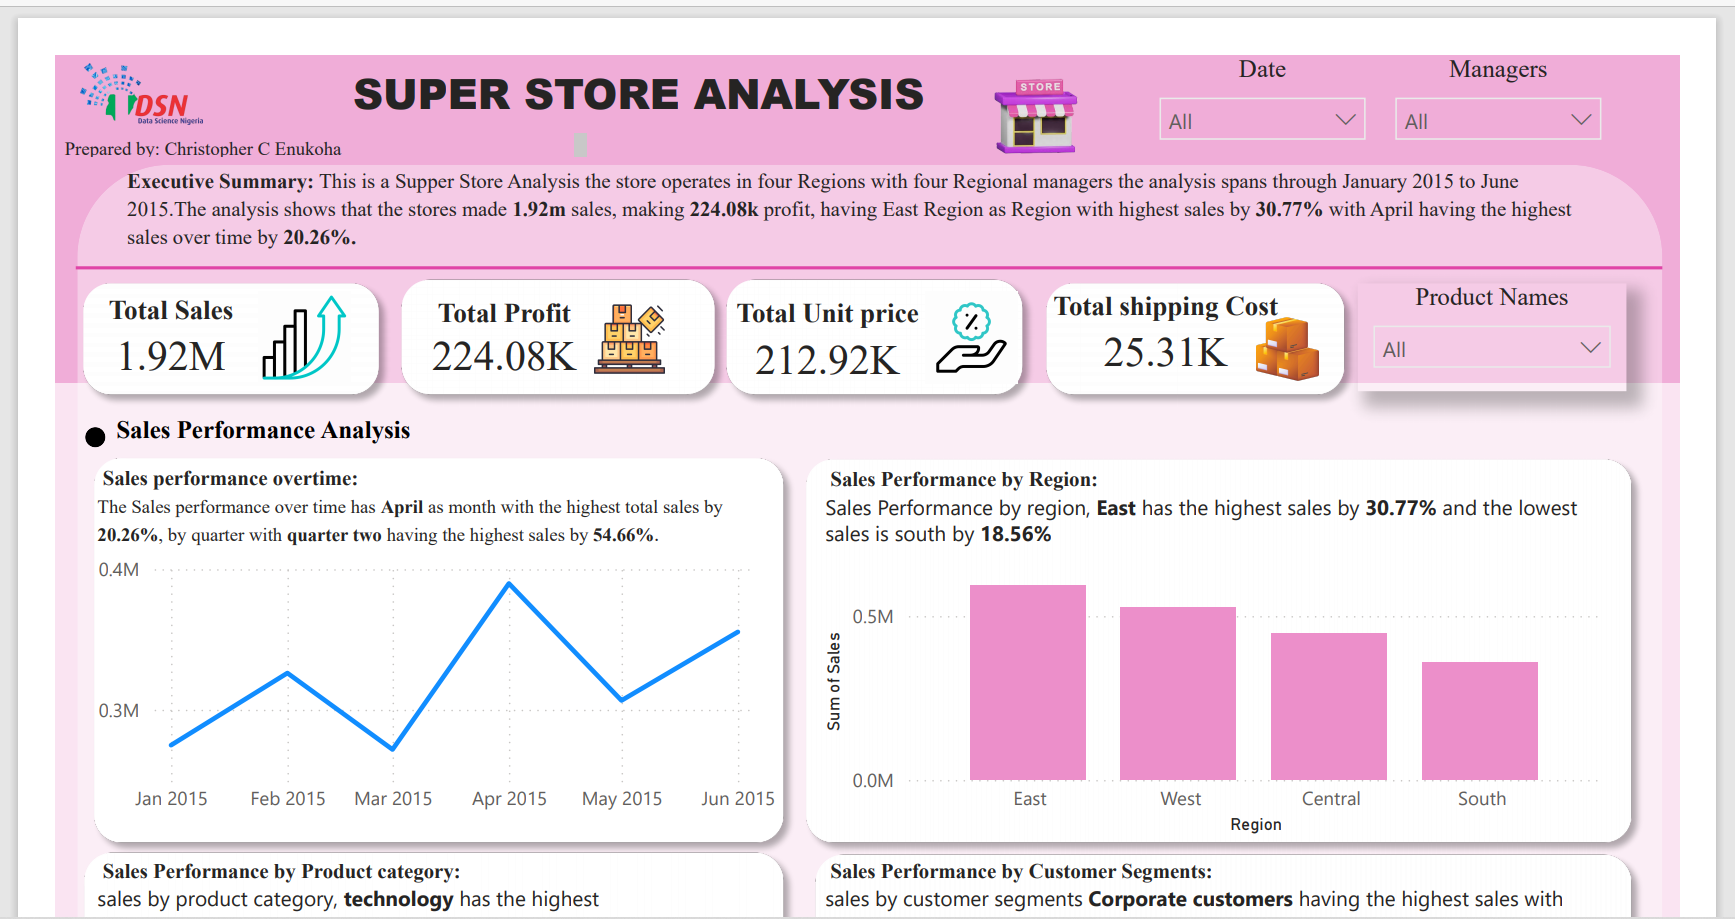 DSN
Data Science Nigeria
SUPER STORE ANALYSIS
STORE
Date
All
Managers
All
Prepared by: Christopher C Enukoha
Executive Summary: This is a Supper Store Analysis the store operates in four Regions with four Regional managers the analysis spans through January 2015 to June
2015.The analysis shows that the stores made 1.92m sales, making 224.08k profit, having East Region as Region with highest sales by 30.77% with April having the highest
sales over time by 20.26%.
Total Sales
1.92M
Total Profit
224.08K
Total Unit price
212.92K
Total shipping Cost
25.31K
Product Names
All
Sales Performance Analysis
Sales performance overtime:
The Sales performance over time has April as month with the highest total sales by
20.26%, by quarter with quarter two having the highest sales by 54.66%.
0.4M
0.3M
Jan 2015
Feb 2015
Mar 2015
Apr 2015
May 2015
Jun 2015
Sales Performance by Region:
Sales Performance by region, East has the highest sales by 30.77% and the lowest
sales is south by 18.56%
Sum of Sales
0.5M
0.0M
East
West
Central
South
Region
Sales Performance by Product category:
sales by product category, technology has the highest
Sales Performance by Customer Segments:
sales by customer segments Corporate customers having the highest sales with